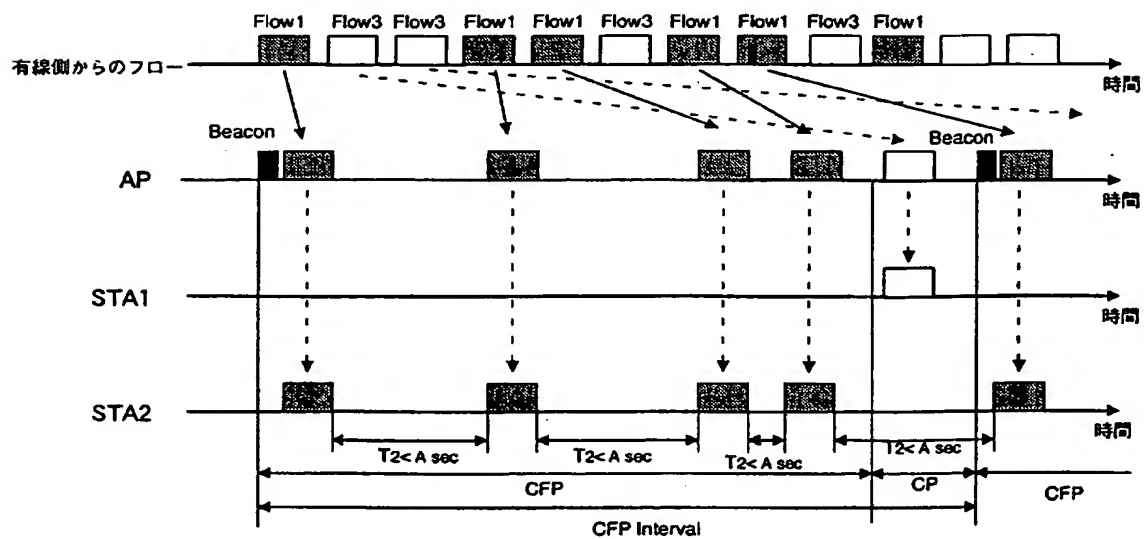 Flow1 Flow3 Flow3 Flow1 Flow1 Flow3 Flow1 Flow1 Flow3 Flow1
有線側からのフロー
時間
Beacon
Beacon
AP
時間
STA1
時間
STA2
時間
T2< A sec
T2< A sec
T2< A sec
T2< A sec
CFP
CP
CFP
CFP Interval